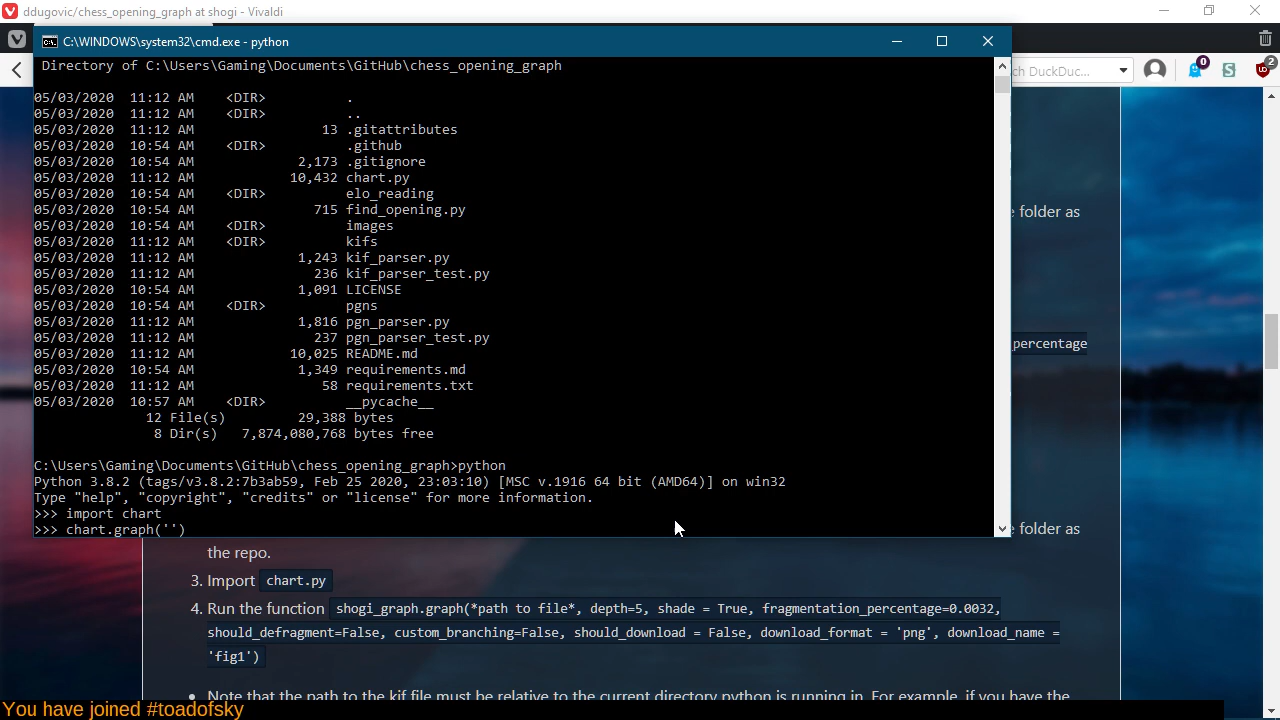 ddugovic/chess_opening_graph at shogi - Vivaldi
C:\WINDOWS\system32\cmd.exe - python
ch DuckDuc...
0
2
Directory of C:\Users\Gaming\Documents\GitHub\chess_opening_graph
05/03/2020  11:12 AM    <DIR>          .
05/03/2020  11:12 AM    <DIR>          ..
05/03/2020  11:12 AM                13 .gitattributes
05/03/2020  10:54 AM    <DIR>          .github
05/03/2020  10:54 AM             2,173 .gitignore
05/03/2020  11:12 AM            10,432 chart.py
05/03/2020  10:54 AM    <DIR>          elo_reading
05/03/2020  10:54 AM               715 find_opening.py
05/03/2020  10:54 AM    <DIR>          images
05/03/2020  11:12 AM    <DIR>          kifs
05/03/2020  11:12 AM             1,243 kif_parser.py
05/03/2020  11:12 AM               236 kif_parser_test.py
05/03/2020  10:54 AM             1,091 LICENSE
05/03/2020  10:54 AM    <DIR>          pgns
05/03/2020  11:12 AM             1,816 pgn_parser.py
05/03/2020  11:12 AM               237 pgn_parser_test.py
05/03/2020  11:12 AM            10,025 README.md
05/03/2020  10:54 AM             1,349 requirements.md
05/03/2020  11:12 AM                58 requirements.txt
05/03/2020  10:57 AM    <DIR>          __pycache__
12 File(s)         29,388 bytes
8 Dir(s)   7,874,080,768 bytes free
C:\Users\Gaming\Documents\GitHub\chess_opening_graph>python
Python 3.8.2 (tags/v3.8.2:7b3ab59, Feb 25 2020, 23:03:10) [MSC v.1916 64 bit (AMD64)] on win32
Type "help", "copyright", "credits" or "license" for more information.
>>> import chart
>>> chart.graph('')
e folder as
_percentage
e folder as
the repo.
3. Import chart.py
4. Run the function shogi_graph.graph(*path to file*, depth=5, shade = True, fragmentation_percentage=0.0032,
should_defragment=False, custom_branching=False, should_download = False, download_format = 'png', download_name =
'fig1')
• Note that the path to the kif file must be relative to the current directory python is running in. For example, if you have the
You have joined #toadofsky